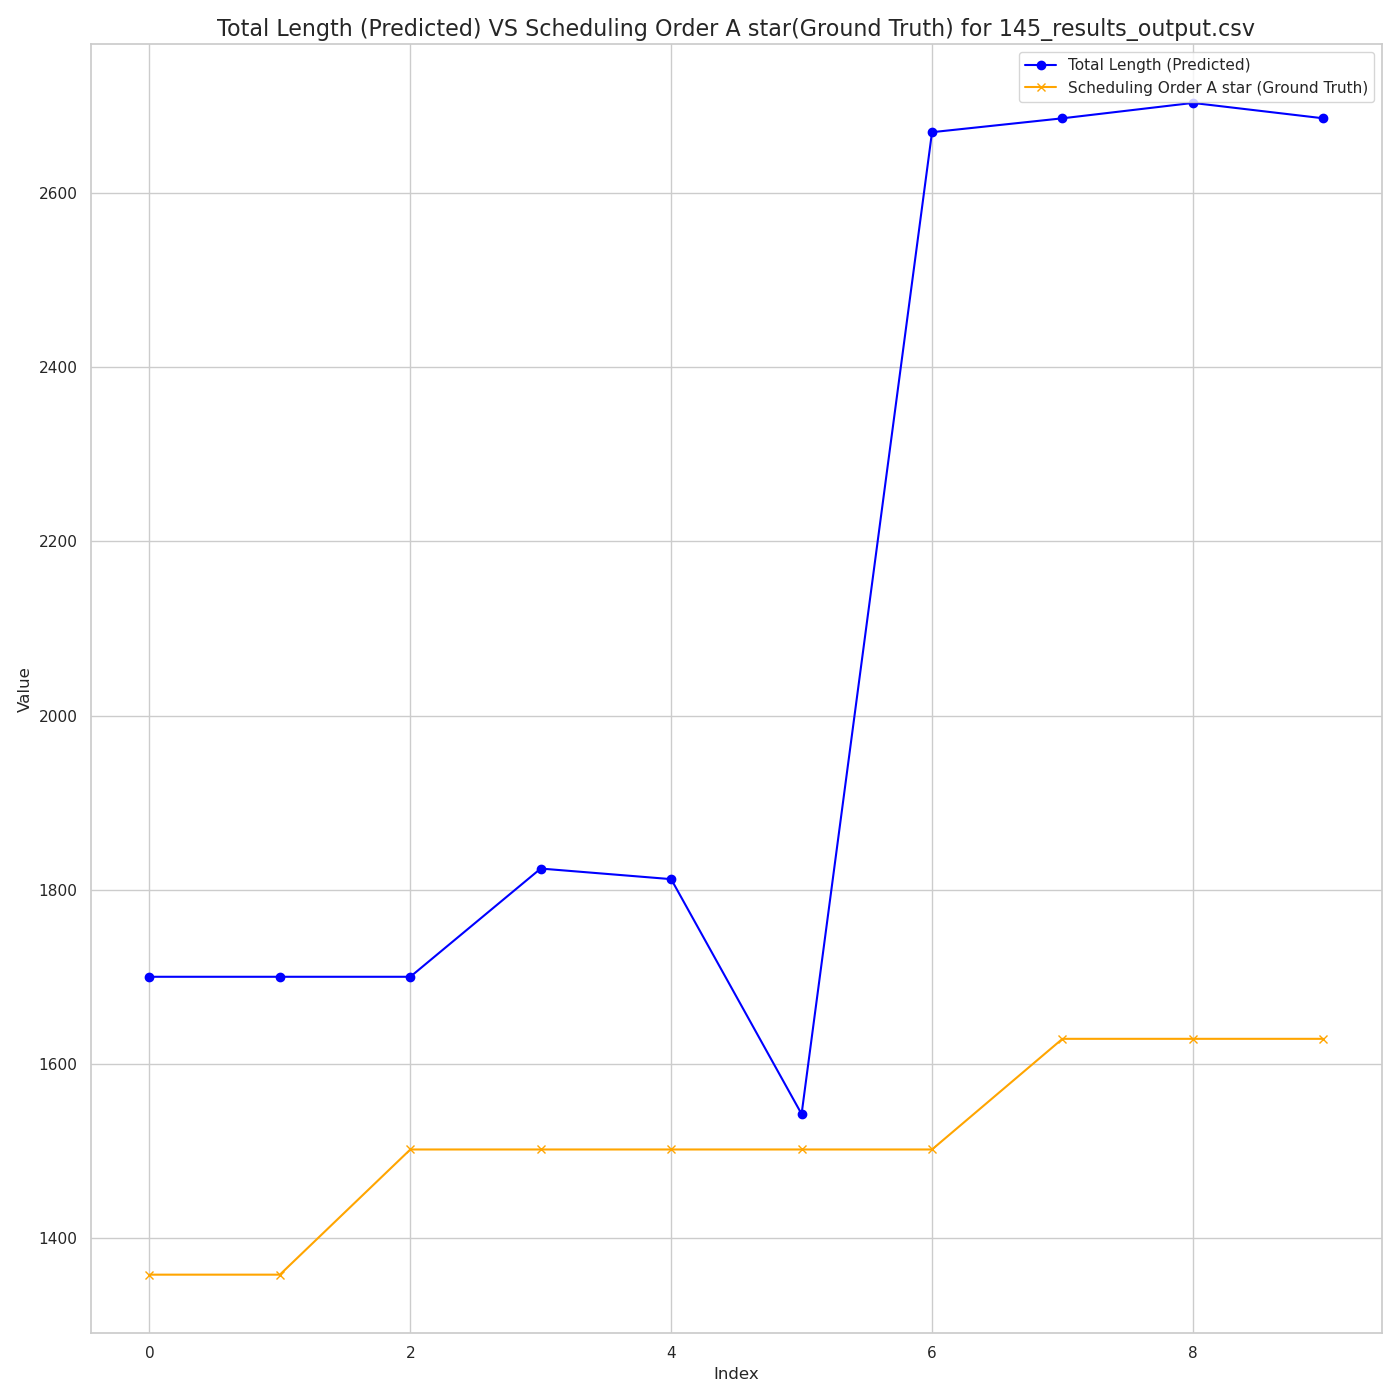 Total Length (Predicted) VS Scheduling Order A star(Ground Truth) for 145_results_output.csv
Total Length (Predicted)
Scheduling Order A star (Ground Truth)
2600
2400
2200
2000
1800
1600
1400
Value
0 2 4 6 8
Index